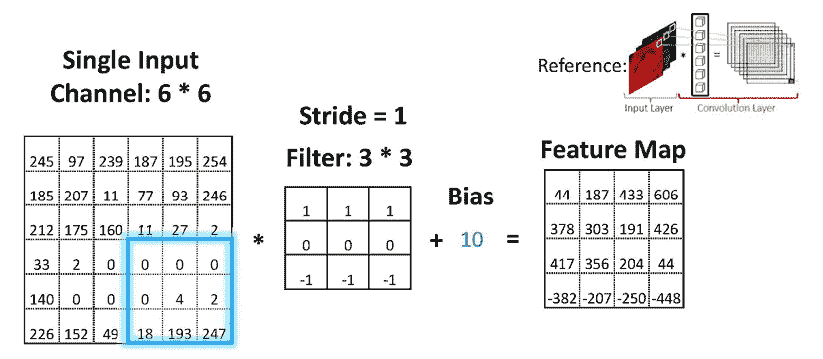 Single Input
Channel: 6 * 6
245 97 239 187 195 254
185 207 11 77 93 246
212 175 160 11 27 2
33 2 0 0 0 0
140 0 0 0 4 2
226 152 49 18 193 247
*
Stride = 1
Filter: 3 * 3
1 1 1
0 0 0
-1 -1 -1
Bias
+ 10 =
Reference:
* =
Input Layer
Convolution Layer
Feature Map
44 187 433 606
378 303 191 426
417 356 204 44
-382 -207 -250 -448